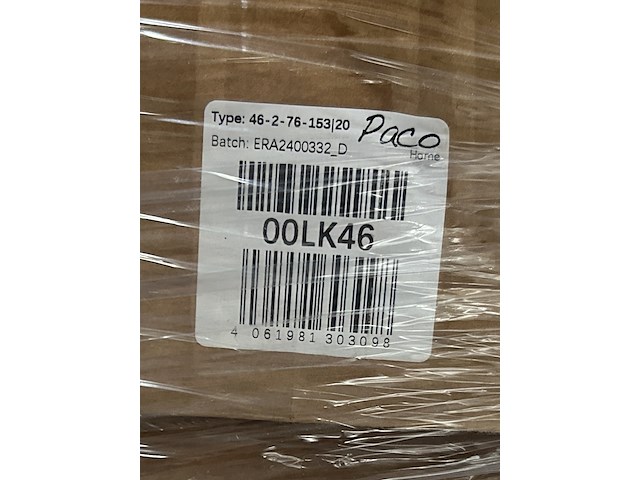 Type: 46-2-76-153|20
Paco
Home
Batch: ERA2400332_D
00LK46
4 061981 303098